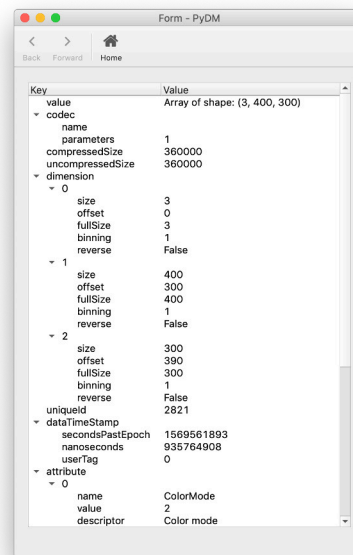 Form - PyDM
Back Forward Home
Key Value
value Array of shape: (3, 400, 300)
codec
name
parameters 1
compressedSize 360000
uncompressedSize 360000
dimension
0
size 3
offset 0
fullSize 3
binning 1
reverse False
1
size 400
offset 300
fullSize 400
binning 1
reverse False
2
size 300
offset 390
fullSize 300
binning 1
reverse False
uniqueId 2821
dataTimeStamp
secondsPastEpoch 1569561893
nanoseconds 935764908
userTag 0
attribute
0
name ColorMode
value 2
descriptor Color mode